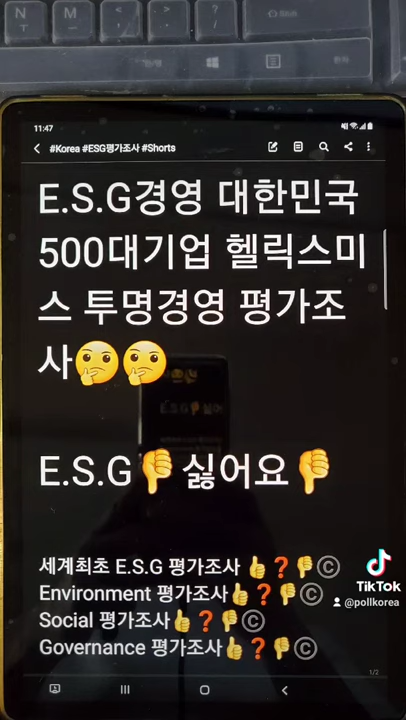 N
M
Shift
11:47
#Korea #ESG평가조사 #Shorts
E.S.G경영 대한민국
500대기업 헬릭스미
스 투명경영 평가조
사🤔🤔
E.S.G👎 싫어요👎
세계최초 E.S.G 평가조사 👍❓👎©
Environment 평가조사👍❓👎©
Social 평가조사👍❓👎©
Governance 평가조사👍❓👎©
TikTok
@pollkorea
1/2